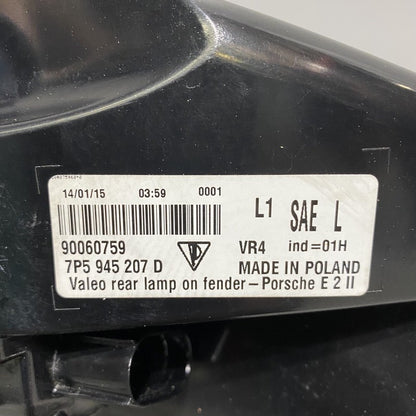 14/01/15 03:59 0001
L1 SAE L
90060759 VR4 ind=01H
7P5 945 207 D MADE IN POLAND
Valeo rear lamp on fender-Porsche E 2 II